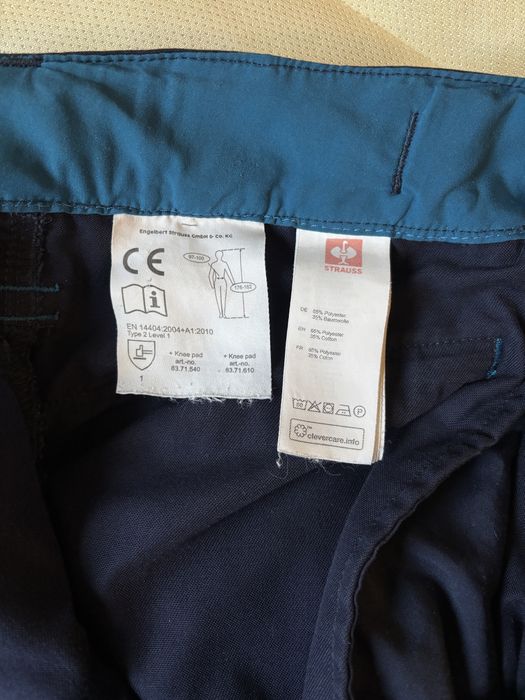 Engelbert Strauss GmbH & Co. KG
CE
97-100
176-182
i
EN 14404:2004+A1:2010
Type 2 Level 1
+ Knee pad
art.-no.
83.71.540
+ Knee pad
art.-no.
83.71.610
1
STRAUSS
DE 65% Polyester
35% Baumwolle
EN 65% Polyester
35% Cotton
FR 65% Polyester
35% Coton
60
P
clevercare.info